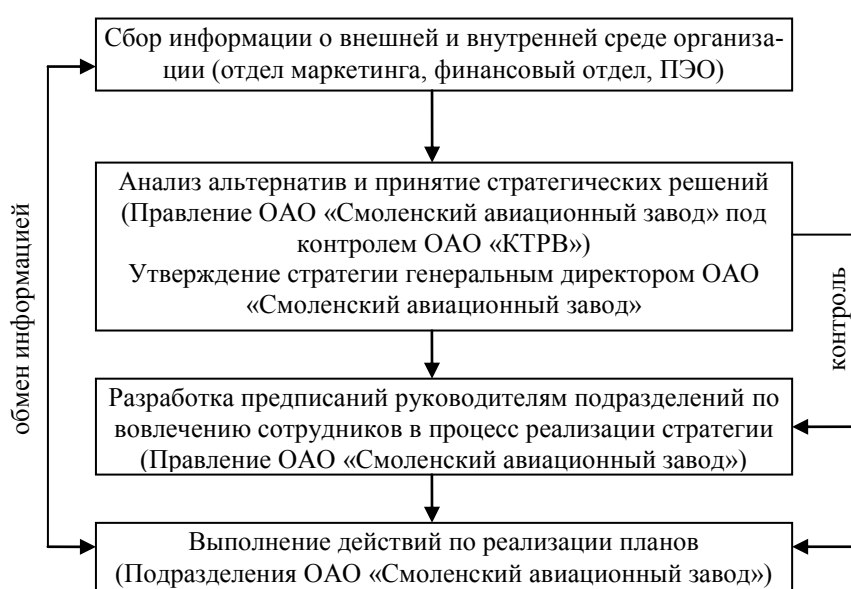 Сбор информации о внешней и внутренней среде организа-
ции (отдел маркетинга, финансовый отдел, ПЭО)
Анализ альтернатив и принятие стратегических решений
(Правление ОАО «Смоленский авиационный завод» под
контролем ОАО «КТРВ»)
Утверждение стратегии генеральным директором ОАО
«Смоленский авиационный завод»
обмен информацией
контроль
Разработка предписаний руководителям подразделений по
вовлечению сотрудников в процесс реализации стратегии
(Правление ОАО «Смоленский авиационный завод»)
Выполнение действий по реализации планов
(Подразделения ОАО «Смоленский авиационный завод»)